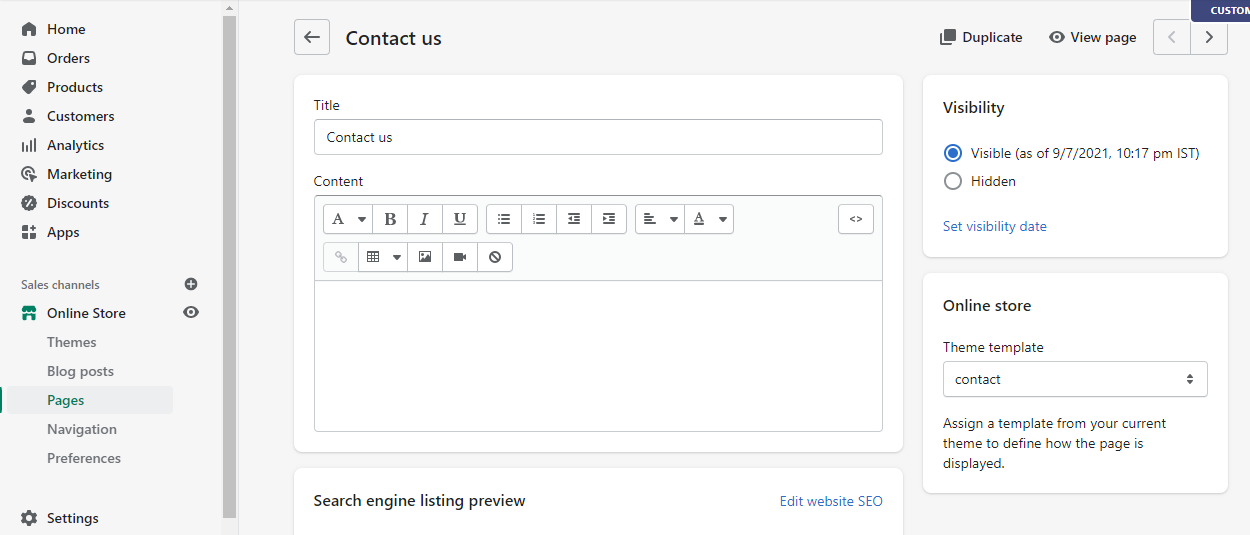 Home
Orders
Products
Customers
Analytics
Marketing
Discounts
Apps
Sales channels
Online Store
Themes
Blog posts
Pages
Navigation
Preferences
Settings
Contact us
Duplicate
View page
CUSTOM
Title
Contact us
Content
A B I U A <>
Search engine listing preview
Edit website SEO
Visibility
Visible (as of 9/7/2021, 10:17 pm IST)
Hidden
Set visibility date
Online store
Theme template
contact
Assign a template from your current
theme to define how the page is
displayed.